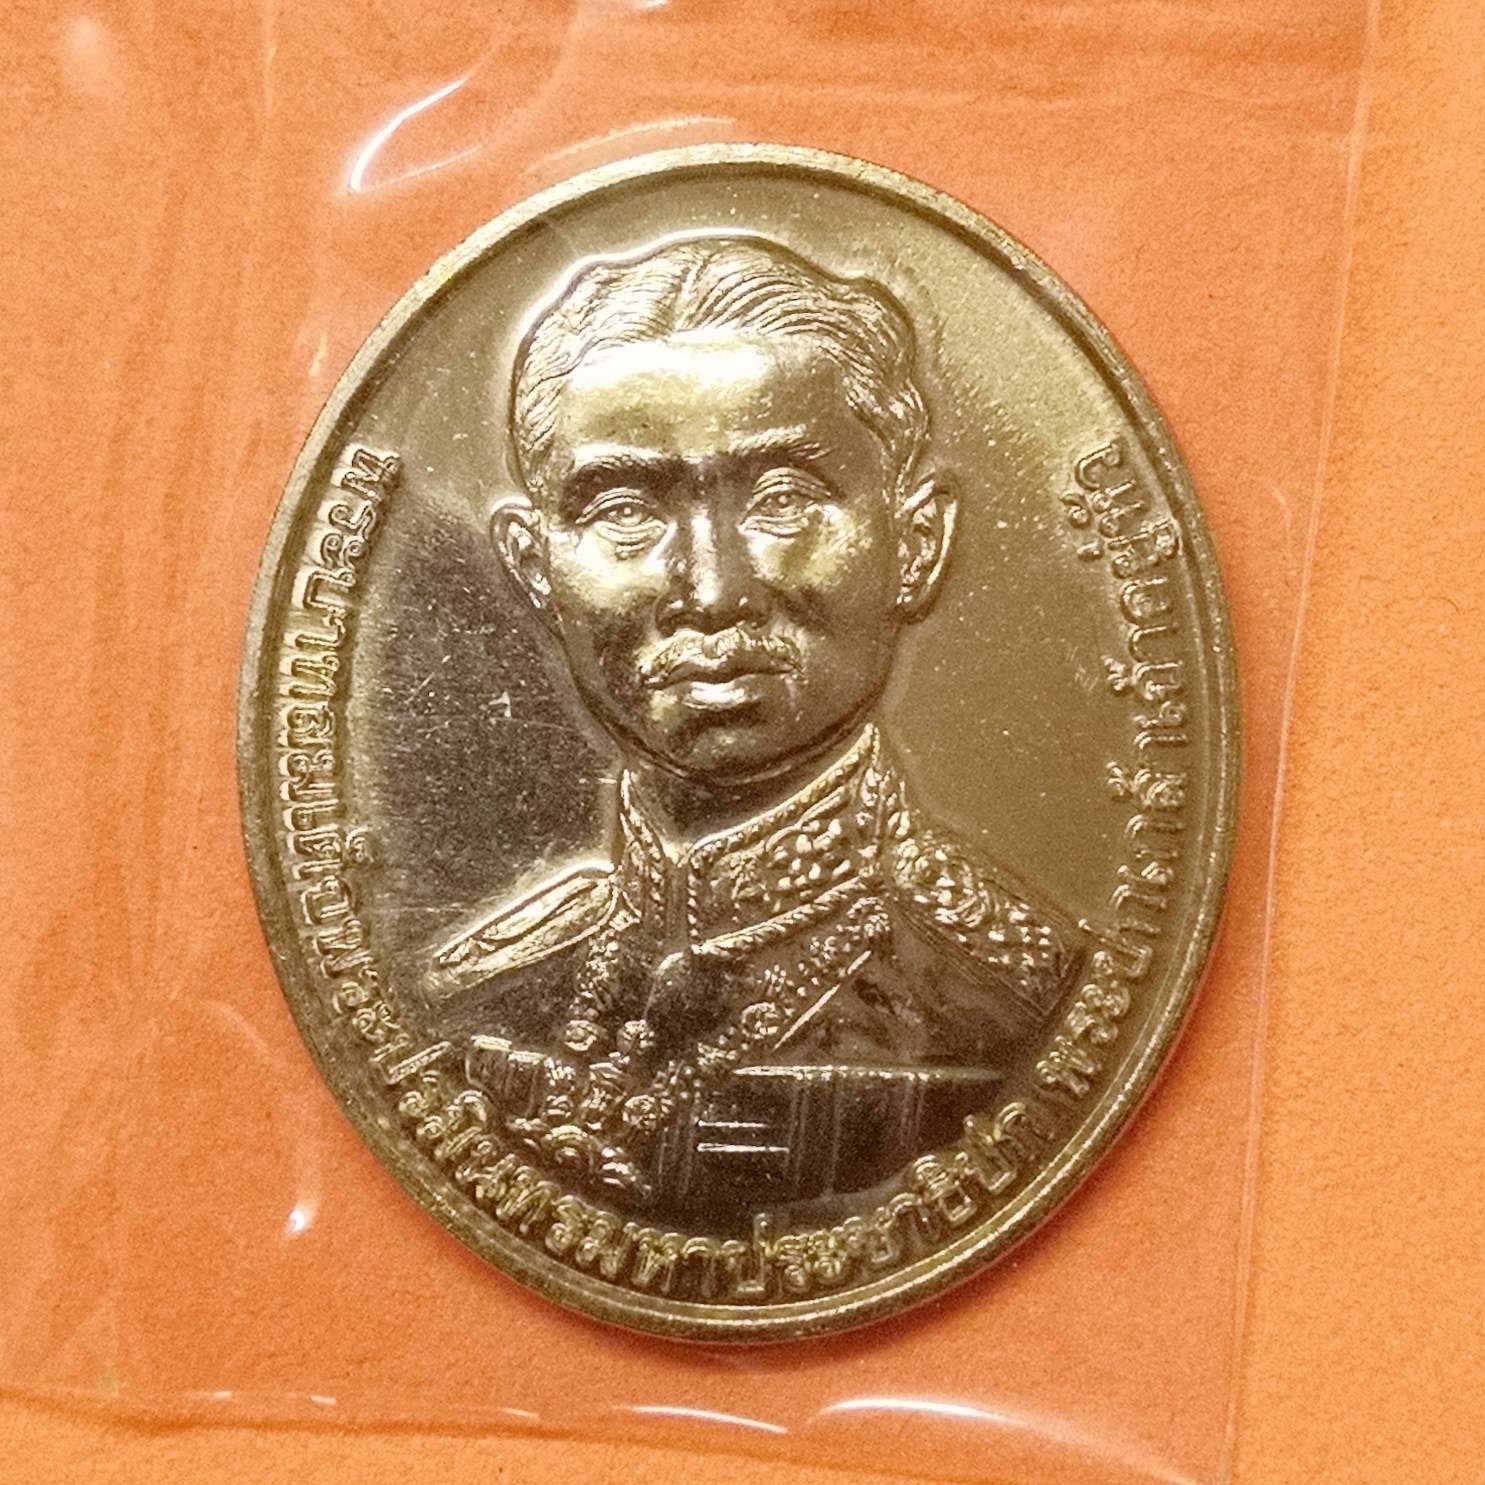 พระบาทสมเด็จพระปรมินทรมหาประชาธิปก พระปกเกล้าเจ้าอยู่หัว